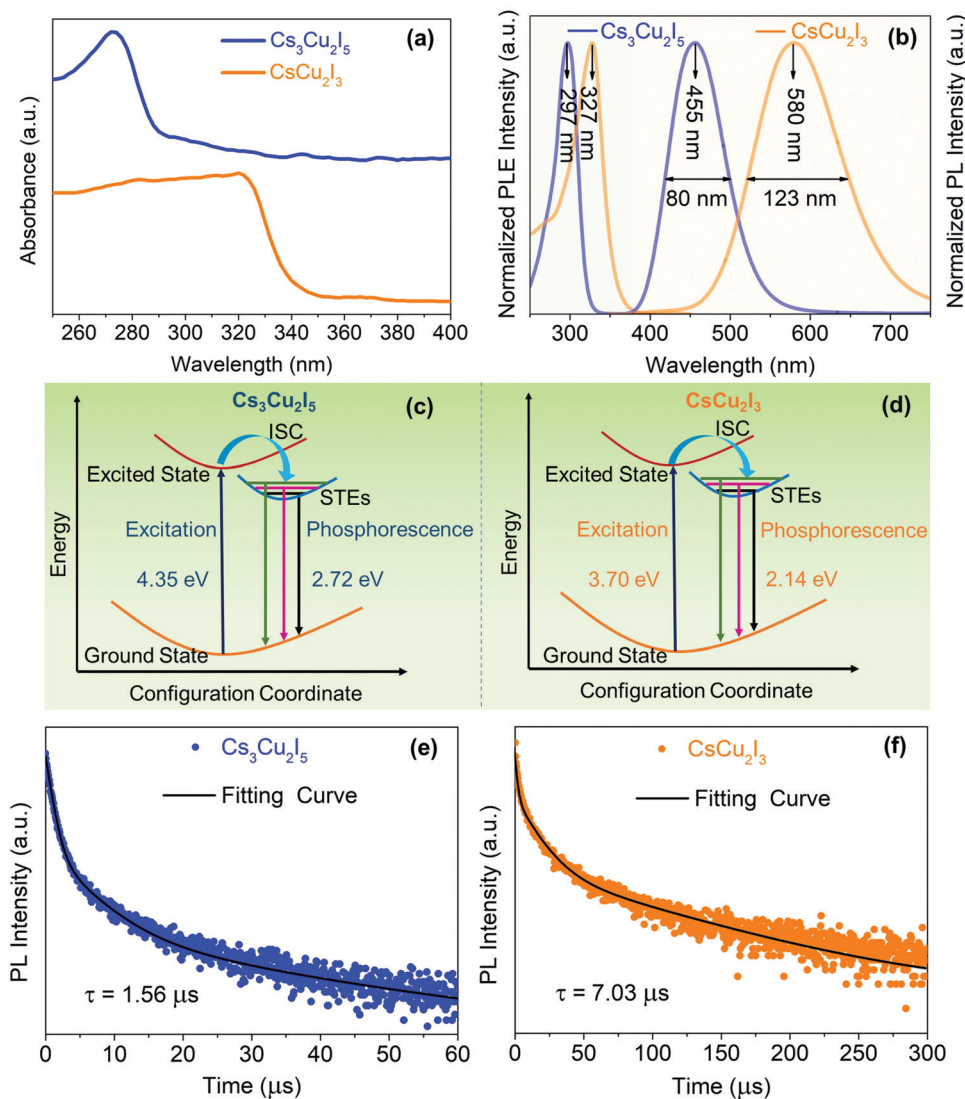 Cs₃Cu₂I₅
CsCu₂I₃
(a)
Absorbance (a.u.)
260 280 300 320 340 360 380 400
Wavelength (nm)
Cs₃Cu₂I₅
CsCu₂I₃
(b)
Normalized PLE Intensity (a.u.)
297 nm
327 nm
455 nm
580 nm
80 nm
123 nm
Normalized PL Intensity (a.u.)
300 400 500 600 700
Wavelength (nm)
Cs₃Cu₂I₅
(c)
ISC
Excited State
STEs
Excitation
Phosphorescence
4.35 eV
2.72 eV
Ground State
Energy
Configuration Coordinate
CsCu₂I₃
(d)
ISC
Excited State
STEs
Excitation
Phosphorescence
3.70 eV
2.14 eV
Ground State
Energy
Configuration Coordinate
Cs₃Cu₂I₅
(e)
Fitting Curve
PL Intensity (a.u.)
τ = 1.56 μs
0 10 20 30 40 50 60
Time (μs)
CsCu₂I₃
(f)
Fitting Curve
PL Intensity (a.u.)
τ = 7.03 μs
0 50 100 150 200 250 300
Time (μs)